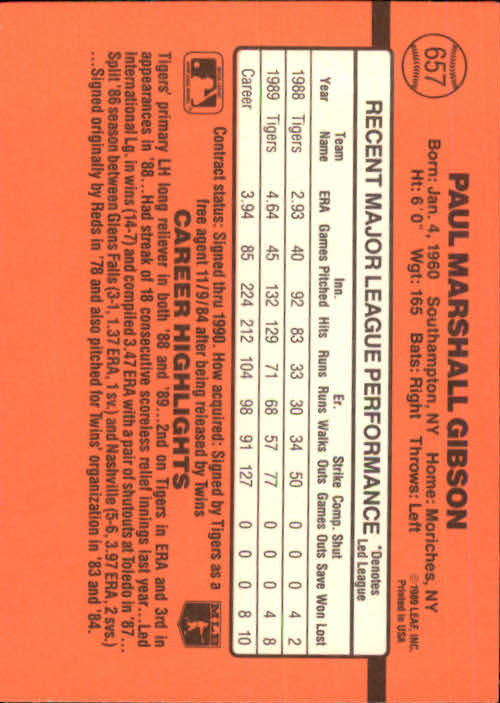 657
PAUL MARSHALL GIBSON
Born: Jan. 4, 1960 Southampton, NY Home: Moriches, NY
Ht: 6' 0" Wgt: 165 Bats: Right Throws: Left
©1989 LEAF, INC.
Printed in USA
RECENT MAJOR LEAGUE PERFORMANCE *Denotes Led League
Team Inn. Er. Strike Comp. Shut
Year Name ERA Games Pitched Hits Runs Runs Walks Outs Games Outs Save Won Lost
1988 Tigers 2.93 40 92 83 33 30 34 50 0 0 0 4 2
1989 Tigers 4.64 45 132 129 71 68 57 77 0 0 0 4 8
Career 3.94 85 224 212 104 98 91 127 0 0 0 8 10
Contract status: Signed thru 1990. How acquired: Signed by Tigers as a
free agent 11/9/84 after being released by Twins
CAREER HIGHLIGHTS
MLB
Tigers' primary LH long reliever in both '88 and '89...2nd on Tigers in ERA and 3rd in
appearances in '88...Had streak of 18 consecutive scoreless relief innings last year...Led
International Lg. in wins (14-7) and compiled 3.47 ERA with a pair of shutouts at Toledo in '87...
Split '86 season between Glens Falls (3-1, 1.37 ERA, 1 sv.) and Nashville (5-6, 3.97 ERA, 2 svs.)
...Signed originally by Reds in '78 and also pitched for Twins' organization in '83 and '84.